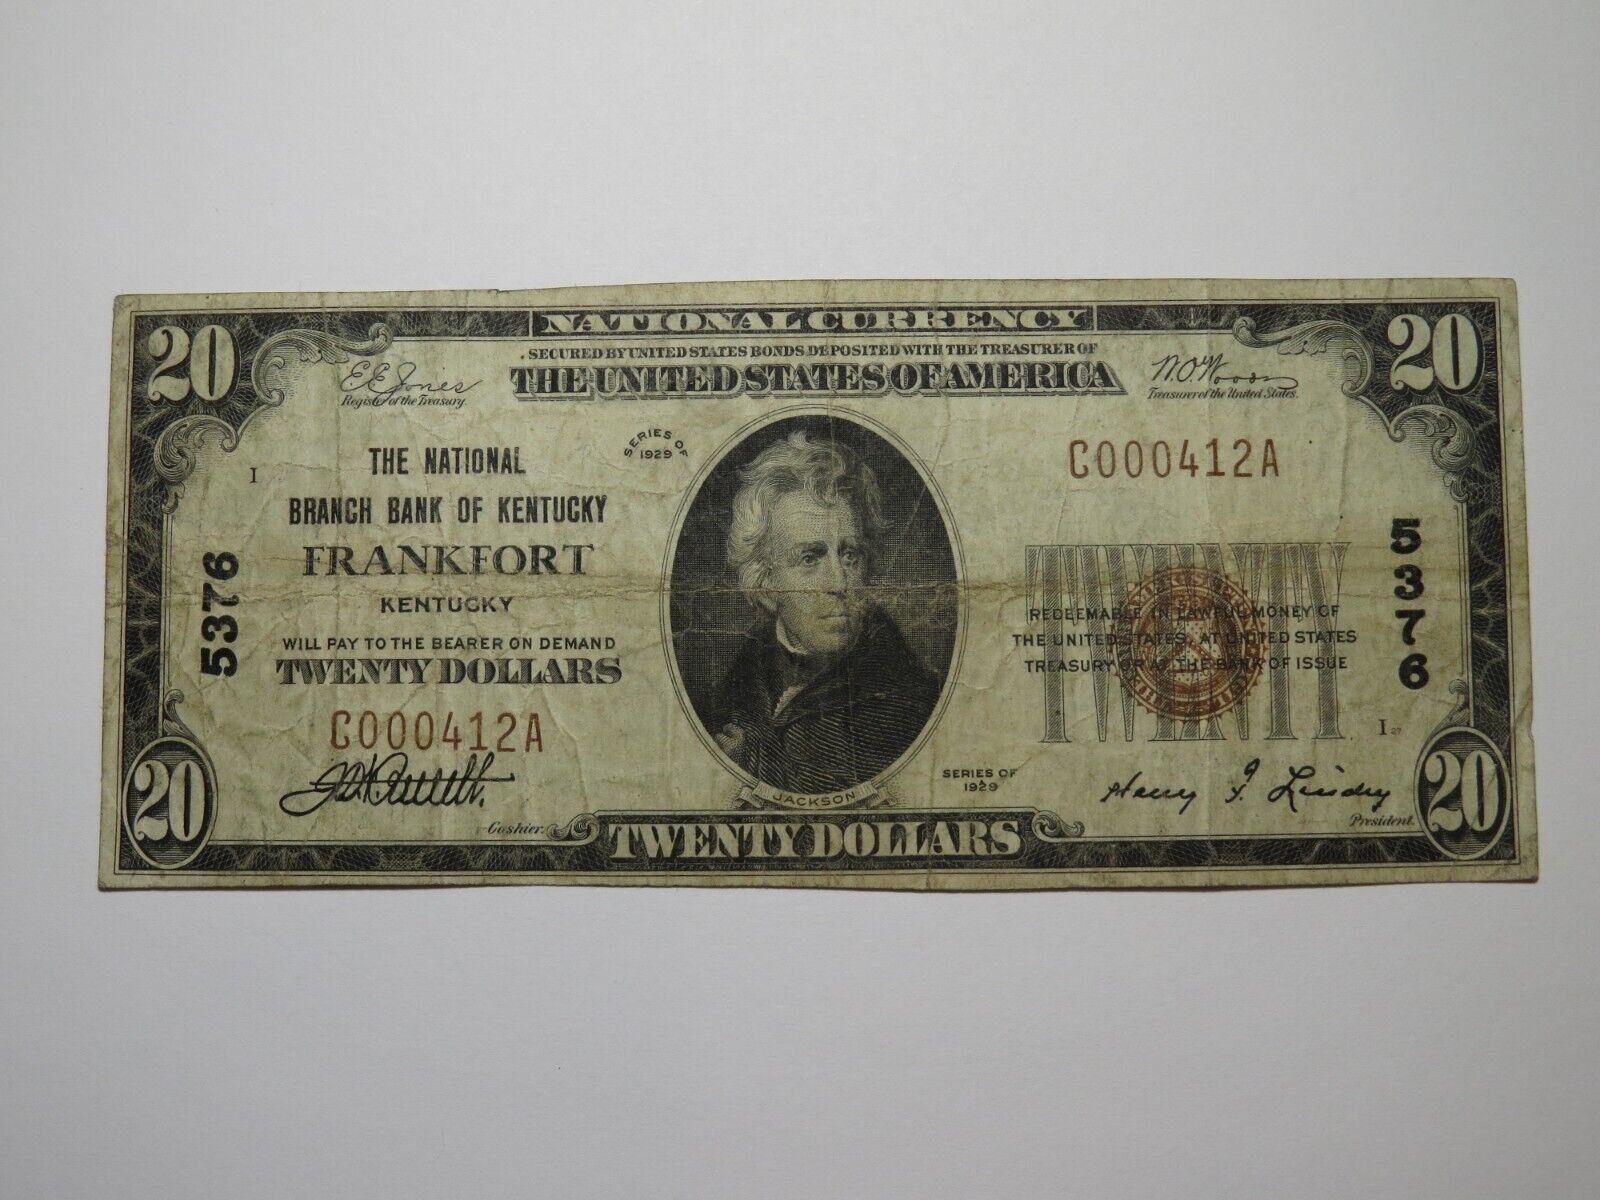 NATIONAL CURRENCY
SECURED BY UNITED STATES BONDS DEPOSITED WITH THE TREASURER OF
THE UNITED STATES OF AMERICA
20
20
E E Jones
Register of the Treasury.
W. O. Woods
Treasurer of the United States.
SERIES OF
1929
C000412A
I
THE NATIONAL
BRANCH BANK OF KENTUCKY
FRANKFORT
KENTUCKY
WILL PAY TO THE BEARER ON DEMAND
TWENTY DOLLARS
5376
5376
TWENTY
REDEEMABLE IN LAWFUL MONEY OF
THE UNITED STATES, AT UNITED STATES
TREASURY OR AT THE BANK OF ISSUE
C000412A
I 27
SERIES OF
1929
JACKSON
Cashier.
Harry
President.
20
TWENTY DOLLARS
20